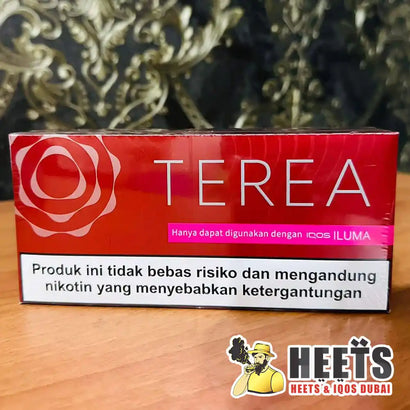 TEREA
Hanya dapat digunakan dengan IQOS ILUMA
Produk ini tidak bebas risiko dan mengandung
nikotin yang menyebabkan ketergantungan
HEETS
HEETS & IQOS DUBAI